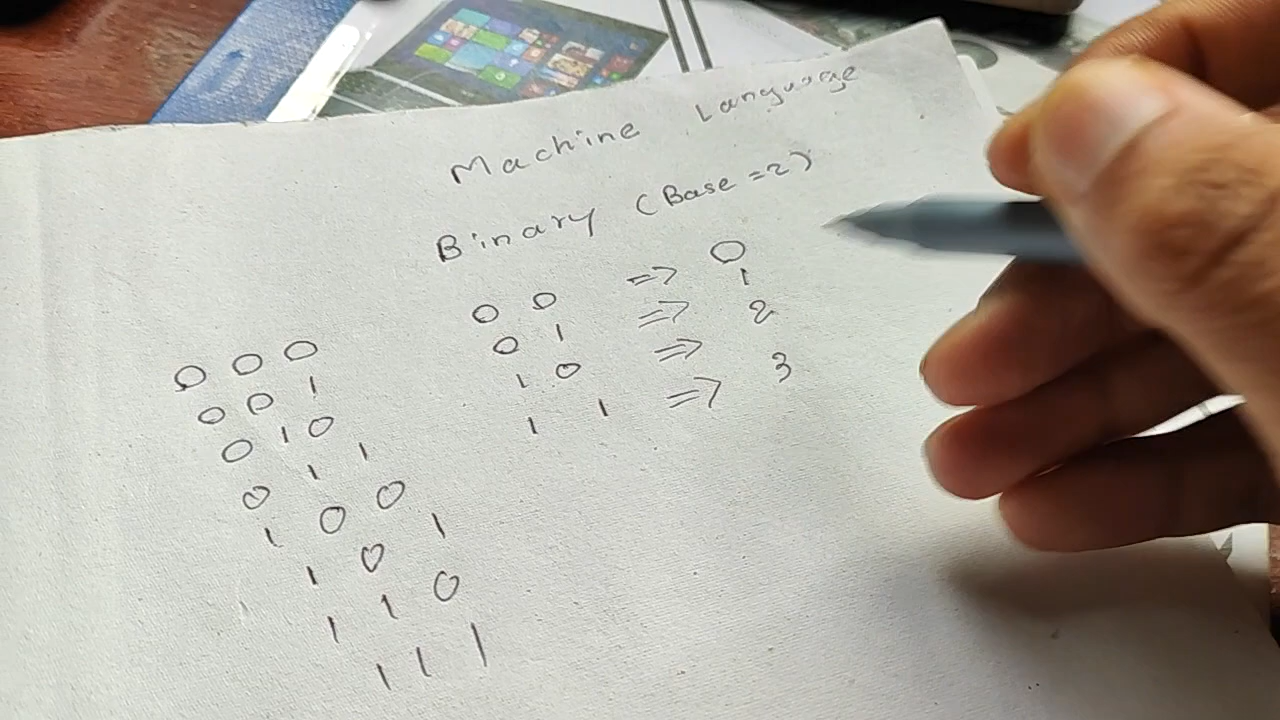 Machine Language
Binary (Base = 2)
0 0 => 0
0 1 => 1
1 0 => 2
1 1 => 3
0 0 0
0 0 1
0 1 0
0 1 1
1 0 0
1 0 1
1 1 0
1 1 1